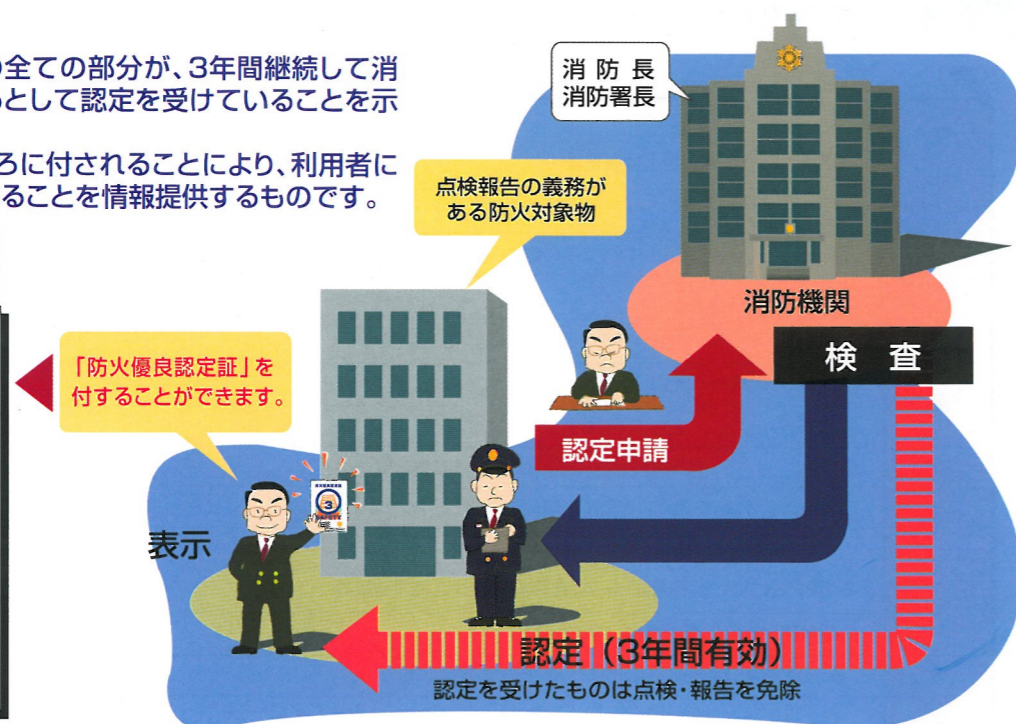 の全ての部分が、3年間継続して消
るとして認定を受けていることを示
ろに付されることにより、利用者に
ることを情報提供するものです。
消防長
消防署長
点検報告の義務が
ある防火対象物
消防機関
検査
「防火優良認定証」を
付することができます。
認定申請
3
表示
認定(3年間有効)
認定を受けたものは点検・報告を免除